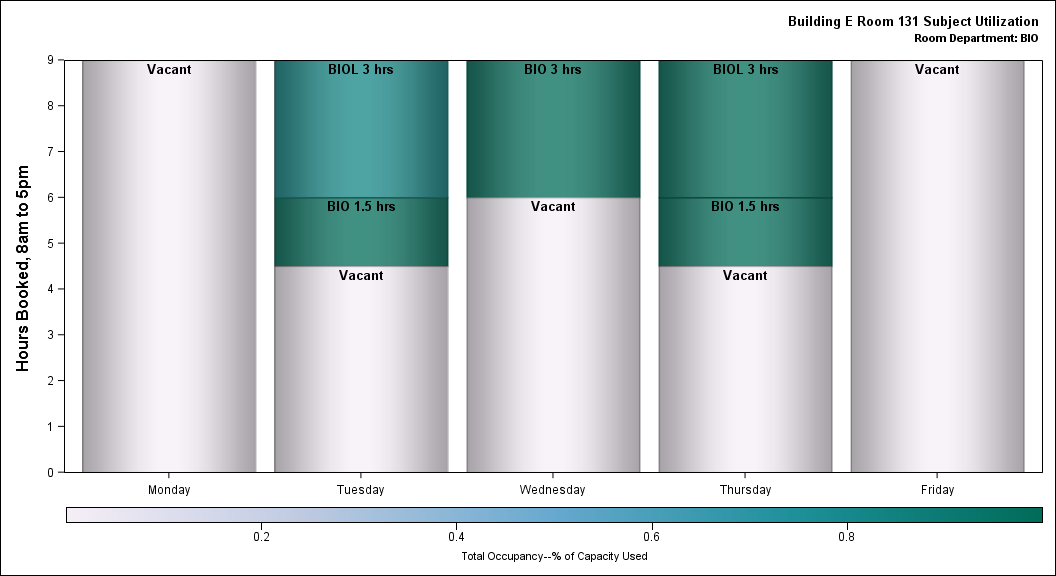 Building E Room 131 Subject Utilization
Room Department: BIO
Hours Booked, 8am to 5pm
9
8
7
6
5
4
3
2
1
0
Vacant
BIOL 3 hrs
BIO 1.5 hrs
Vacant
BIO 3 hrs
Vacant
BIOL 3 hrs
BIO 1.5 hrs
Vacant
Vacant
Monday
Tuesday
Wednesday
Thursday
Friday
0.2
0.4
0.6
0.8
Total Occupancy--% of Capacity Used